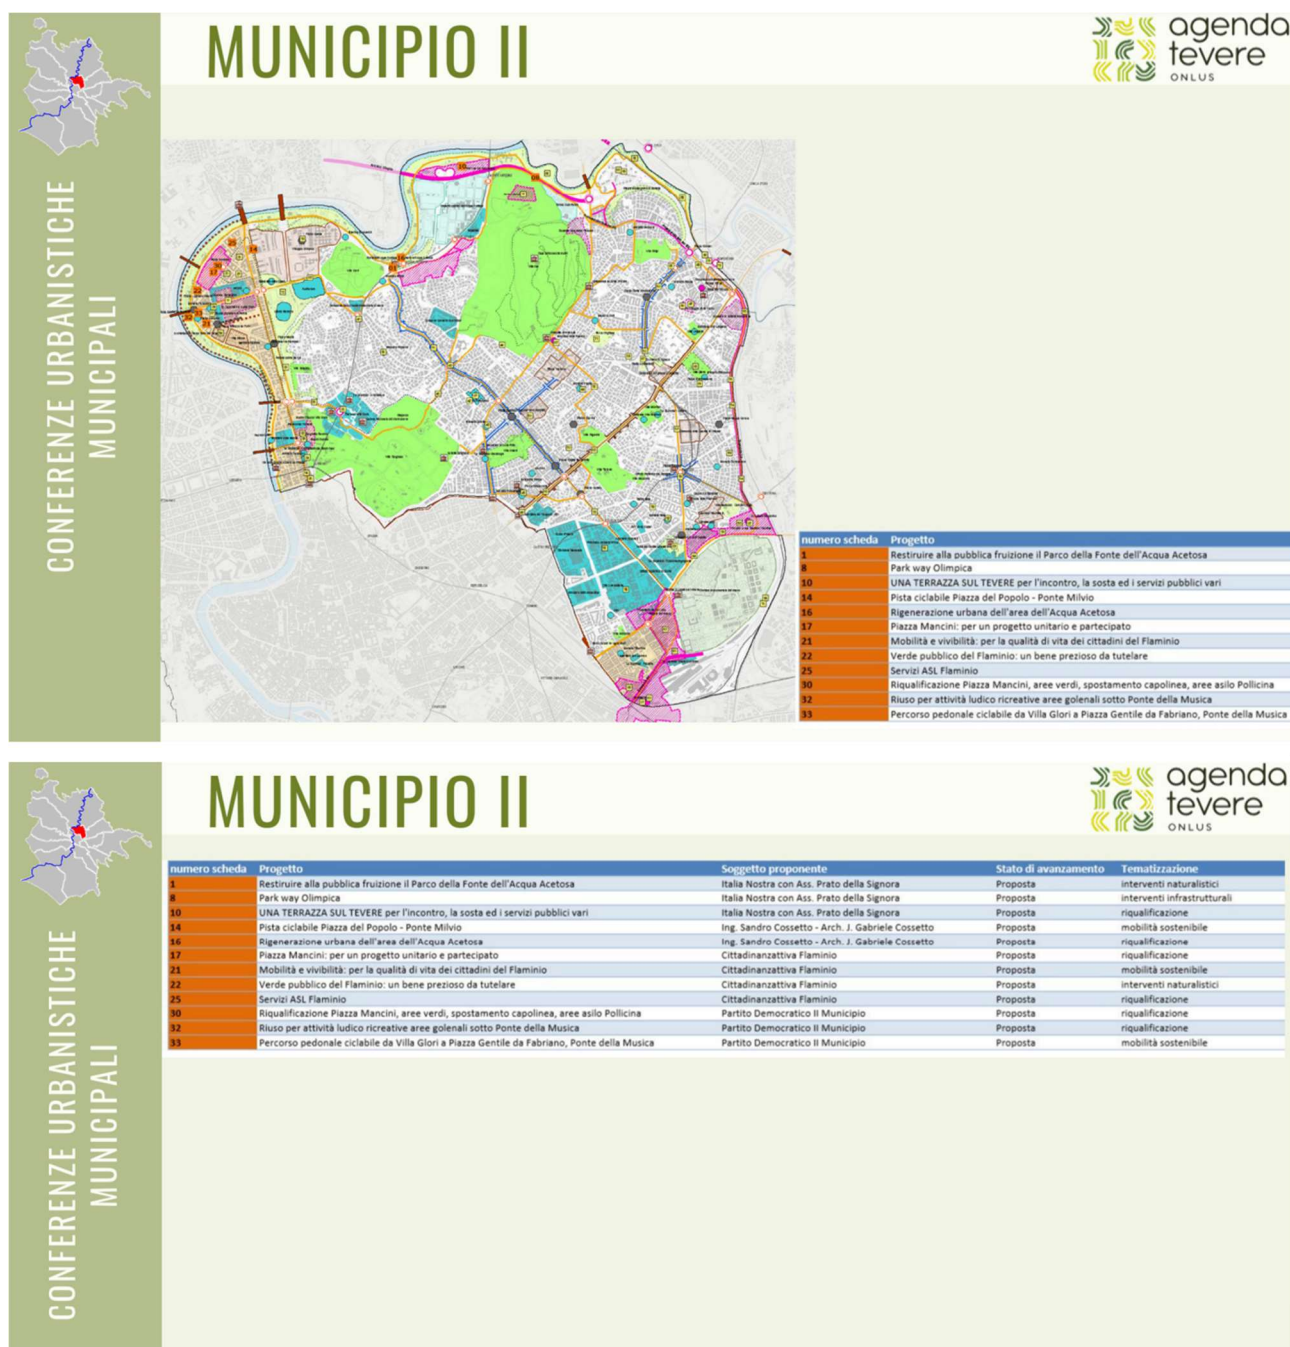 MUNICIPIO II
agenda
tevere
ONLUS
CONFERENZE URBANISTICHE
MUNICIPALI
numero scheda Progetto
1 Restiruire alla pubblica fruizione il Parco della Fonte dell'Acqua Acetosa
8 Park way Olimpica
10 UNA TERRAZZA SUL TEVERE per l'incontro, la sosta ed i servizi pubblici vari
14 Pista ciclabile Piazza del Popolo - Ponte Milvio
16 Rigenerazione urbana dell'area dell'Acqua Acetosa
17 Piazza Mancini: per un progetto unitario e partecipato
21 Mobilità e vivibilità: per la qualità di vita dei cittadini del Flaminio
22 Verde pubblico del Flaminio: un bene prezioso da tutelare
25 Servizi ASL Flaminio
30 Riqualificazione Piazza Mancini, aree verdi, spostamento capolinea, aree asilo Pollicina
32 Riuso per attività ludico ricreative aree golenali sotto Ponte della Musica
33 Percorso pedonale ciclabile da Villa Glori a Piazza Gentile da Fabriano, Ponte della Musica
MUNICIPIO II
agenda
tevere
ONLUS
CONFERENZE URBANISTICHE
MUNICIPALI
numero scheda Progetto Soggetto proponente Stato di avanzamento Tematizzazione
1 Restiruire alla pubblica fruizione il Parco della Fonte dell'Acqua Acetosa Italia Nostra con Ass. Prato della Signora Proposta interventi naturalistici
8 Park way Olimpica Italia Nostra con Ass. Prato della Signora Proposta interventi infrastrutturali
10 UNA TERRAZZA SUL TEVERE per l'incontro, la sosta ed i servizi pubblici vari Italia Nostra con Ass. Prato della Signora Proposta riqualificazione
14 Pista ciclabile Piazza del Popolo - Ponte Milvio Ing. Sandro Cossetto - Arch. J. Gabriele Cossetto Proposta mobilità sostenibile
16 Rigenerazione urbana dell'area dell'Acqua Acetosa Ing. Sandro Cossetto - Arch. J. Gabriele Cossetto Proposta riqualificazione
17 Piazza Mancini: per un progetto unitario e partecipato Cittadinanzattiva Flaminio Proposta riqualificazione
21 Mobilità e vivibilità: per la qualità di vita dei cittadini del Flaminio Cittadinanzattiva Flaminio Proposta mobilità sostenibile
22 Verde pubblico del Flaminio: un bene prezioso da tutelare Cittadinanzattiva Flaminio Proposta interventi naturalistici
25 Servizi ASL Flaminio Cittadinanzattiva Flaminio Proposta riqualificazione
30 Riqualificazione Piazza Mancini, aree verdi, spostamento capolinea, aree asilo Pollicina Partito Democratico II Municipio Proposta riqualificazione
32 Riuso per attività ludico ricreative aree golenali sotto Ponte della Musica Partito Democratico II Municipio Proposta riqualificazione
33 Percorso pedonale ciclabile da Villa Glori a Piazza Gentile da Fabriano, Ponte della Musica Partito Democratico II Municipio Proposta mobilità sostenibile